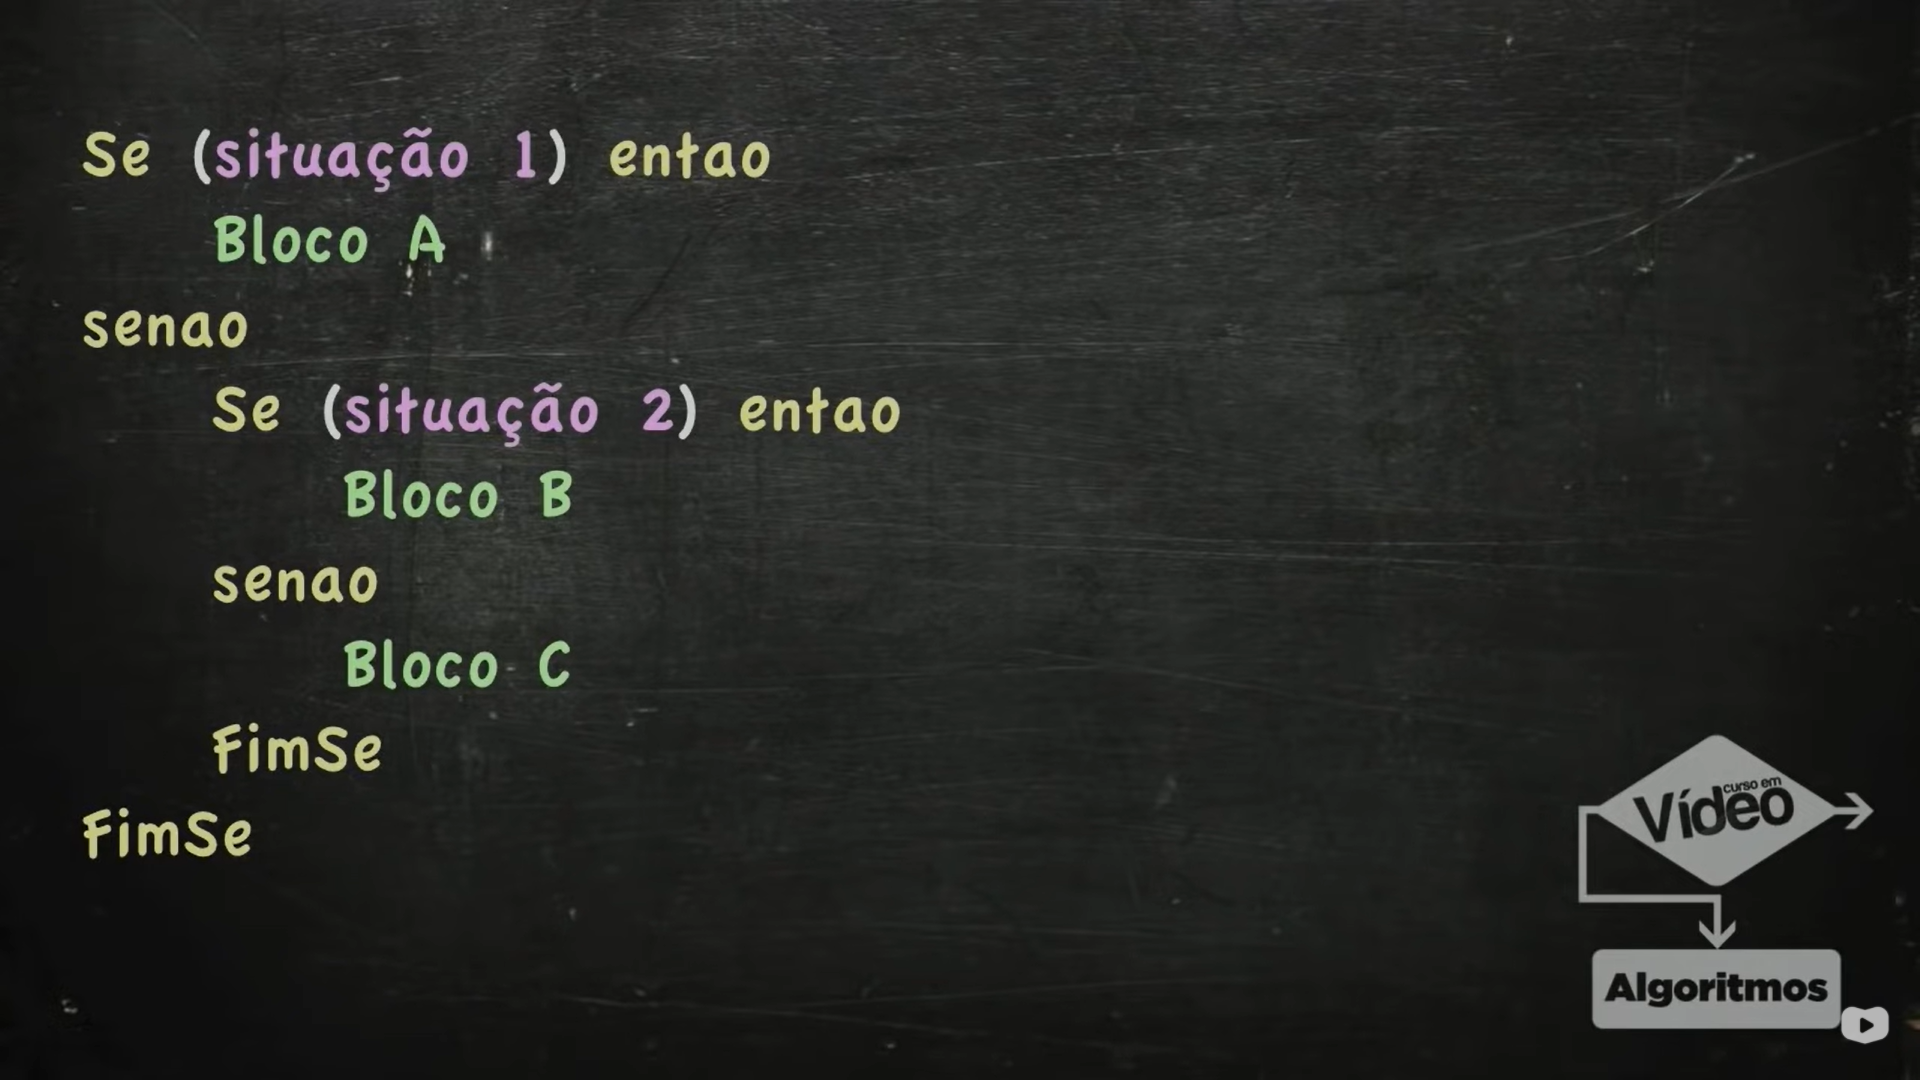 Se (situação 1) entao
Bloco A
senao
Se (situação 2) entao
Bloco B
senao
Bloco C
FimSe
FimSe
curso em
Vídeo
Algoritmos